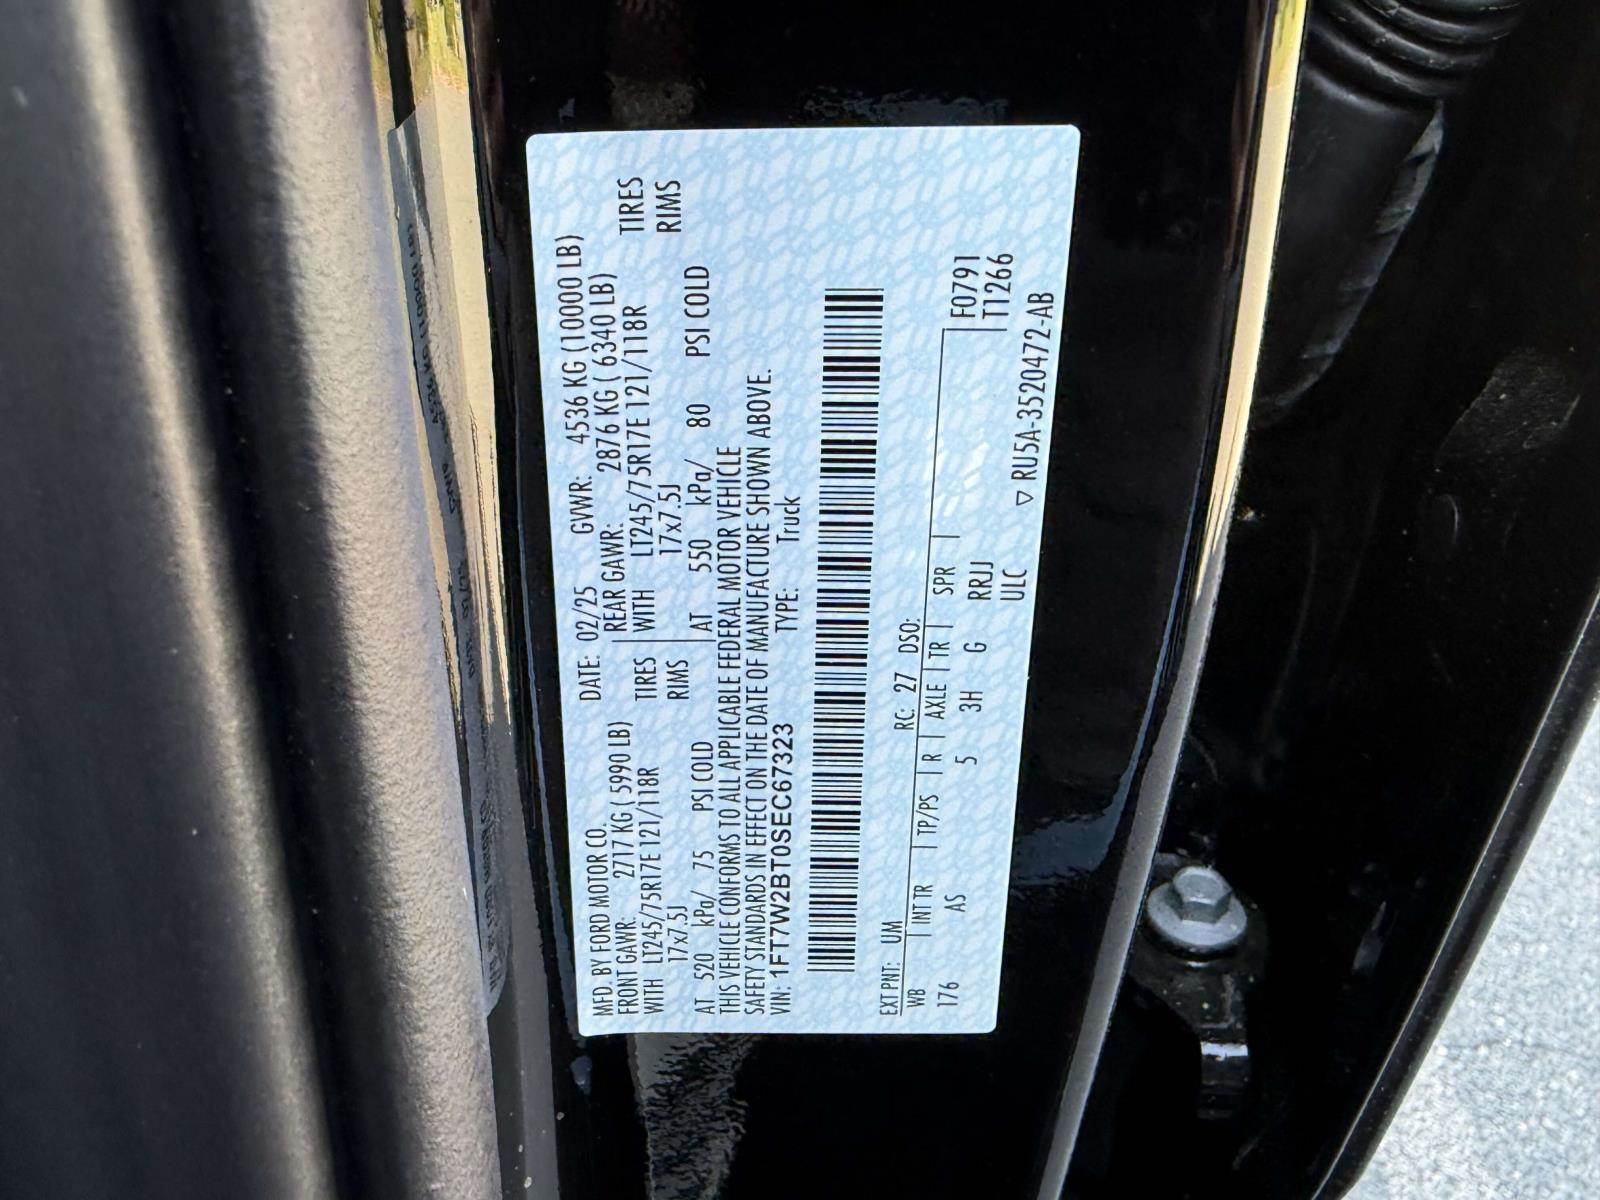 MFD. BY FORD MOTOR CO. DATE: 02/25 GVWR: 4536 KG (10000 LB)
FRONT GAWR: 2717 KG ( 5990 LB) REAR GAWR: 2876 KG ( 6340 LB)
WITH LT245/75R17E 121/118R TIRES WITH LT245/75R17E 121/118R TIRES
17x7.5J RIMS 17x7.5J RIMS
AT 520 kPa/ 75 PSI COLD AT 550 kPa/ 80 PSI COLD
THIS VEHICLE CONFORMS TO ALL APPLICABLE FEDERAL MOTOR VEHICLE
SAFETY STANDARDS IN EFFECT ON THE DATE OF MANUFACTURE SHOWN ABOVE.
VIN: 1FT7W2BT0SEC67323 TYPE: Truck
EXT PNT: UM RC: 27 DSO:
WB INT TR TP/PS R AXLE TR SPR F0791
176 AS 5 3H G RRJJ T1266
ULC
▽ RU5A-3520472-AB